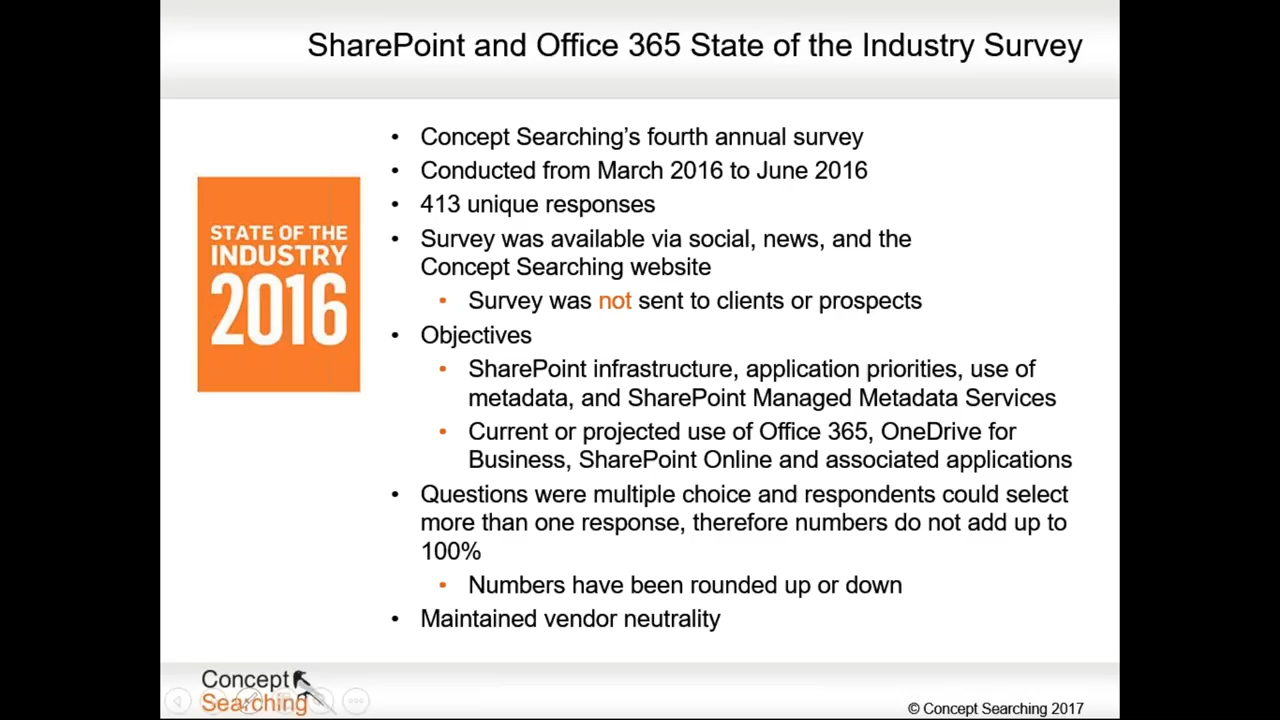 SharePoint and Office 365 State of the Industry Survey
STATE OF THE
INDUSTRY
2016
• Concept Searching’s fourth annual survey
• Conducted from March 2016 to June 2016
• 413 unique responses
• Survey was available via social, news, and the
Concept Searching website
• Survey was not sent to clients or prospects
• Objectives
• SharePoint infrastructure, application priorities, use of
metadata, and SharePoint Managed Metadata Services
• Current or projected use of Office 365, OneDrive for
Business, SharePoint Online and associated applications
• Questions were multiple choice and respondents could select
more than one response, therefore numbers do not add up to
100%
• Numbers have been rounded up or down
• Maintained vendor neutrality
Concept
Searching
© Concept Searching 2017